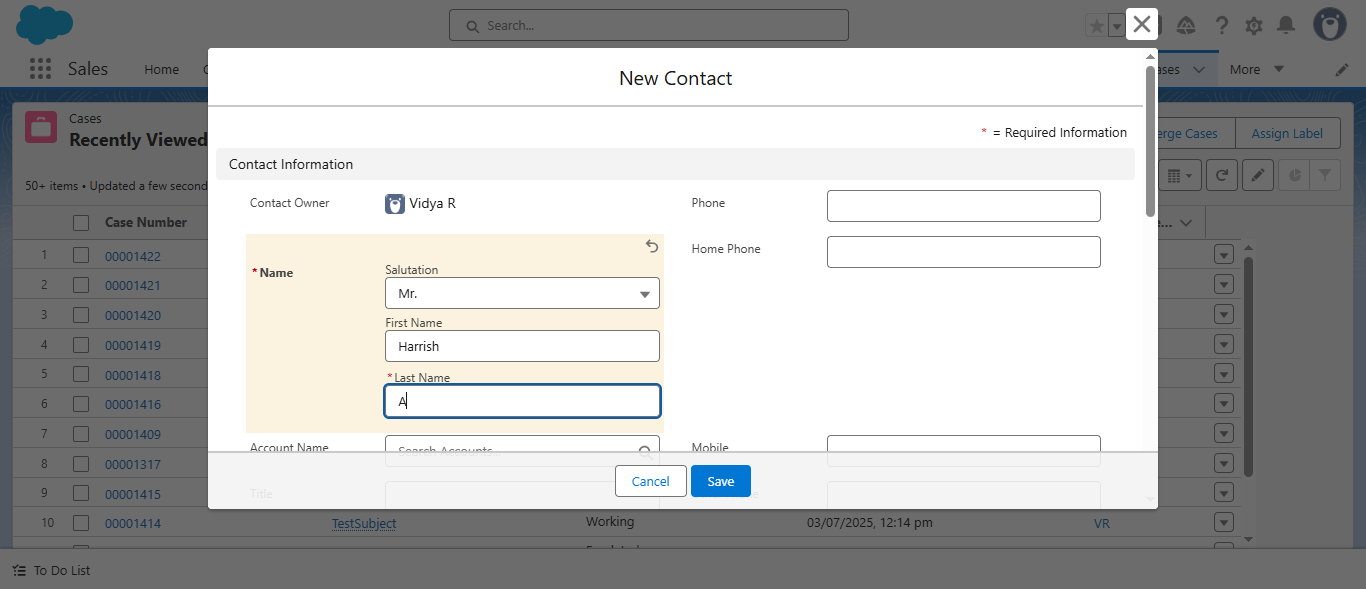 Search...
Sales
Home
ases
More
New Contact
* = Required Information
Contact Information
Contact Owner
Vidya R
Phone
Home Phone
* Name
Salutation
Mr.
First Name
Harrish
* Last Name
A
Account Name
Search Accounts
Mobile
Title
Cancel
Save
Cases
Recently Viewed
erge Cases
Assign Label
50+ items • Updated a few second
Case Number
1 00001422
2 00001421
3 00001420
4 00001419
5 00001418
6 00001416
7 00001409
8 00001317
9 00001415
10 00001414 TestSubject Working 03/07/2025, 12:14 pm VR
To Do List